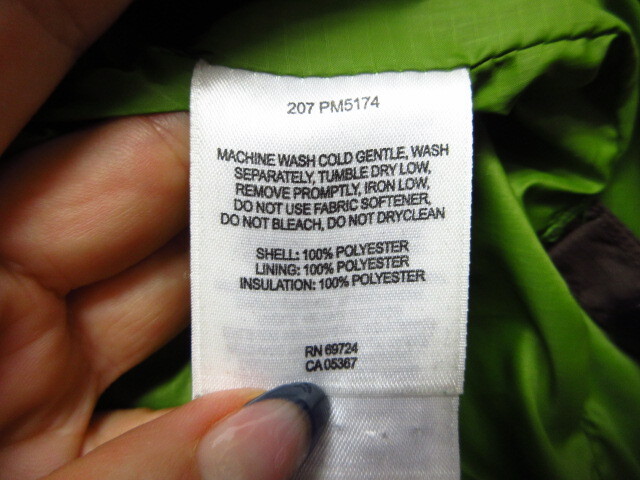 207 PM5174
MACHINE WASH COLD GENTLE, WASH
SEPARATELY, TUMBLE DRY LOW,
REMOVE PROMPTLY, IRON LOW,
DO NOT USE FABRIC SOFTENER,
DO NOT BLEACH, DO NOT DRYCLEAN
SHELL: 100% POLYESTER
LINING: 100% POLYESTER
INSULATION: 100% POLYESTER
RN 69724
CA 05367